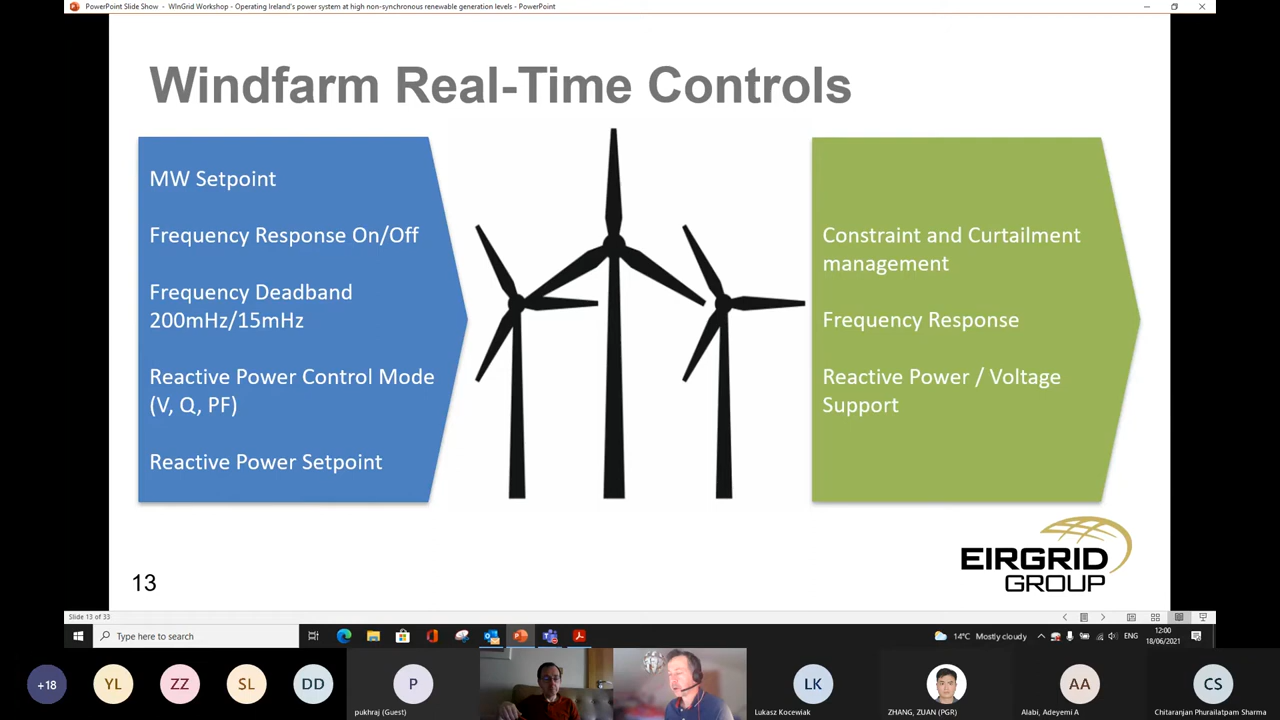 PowerPoint Slide Show - WInGrid Workshop - Operating Ireland's power system at high non-synchronous renewable generation levels - PowerPoint
Windfarm Real-Time Controls
MW Setpoint
Frequency Response On/Off
Frequency Deadband
200mHz/15mHz
Reactive Power Control Mode
(V, Q, PF)
Reactive Power Setpoint
Constraint and Curtailment
management
Frequency Response
Reactive Power / Voltage
Support
EIRGRID
GROUP
13
Slide 13 of 33
Type here to search
14°C Mostly cloudy
ENG
12:00
18/06/2021
+18
YL
ZZ
SL
DD
P
pukhraj (Guest)
LK
Lukasz Kocewiak
ZHANG, ZUAN (PGR)
AA
Alabi, Adeyemi A
CS
Chitaranjan Phurailatpam Sharma